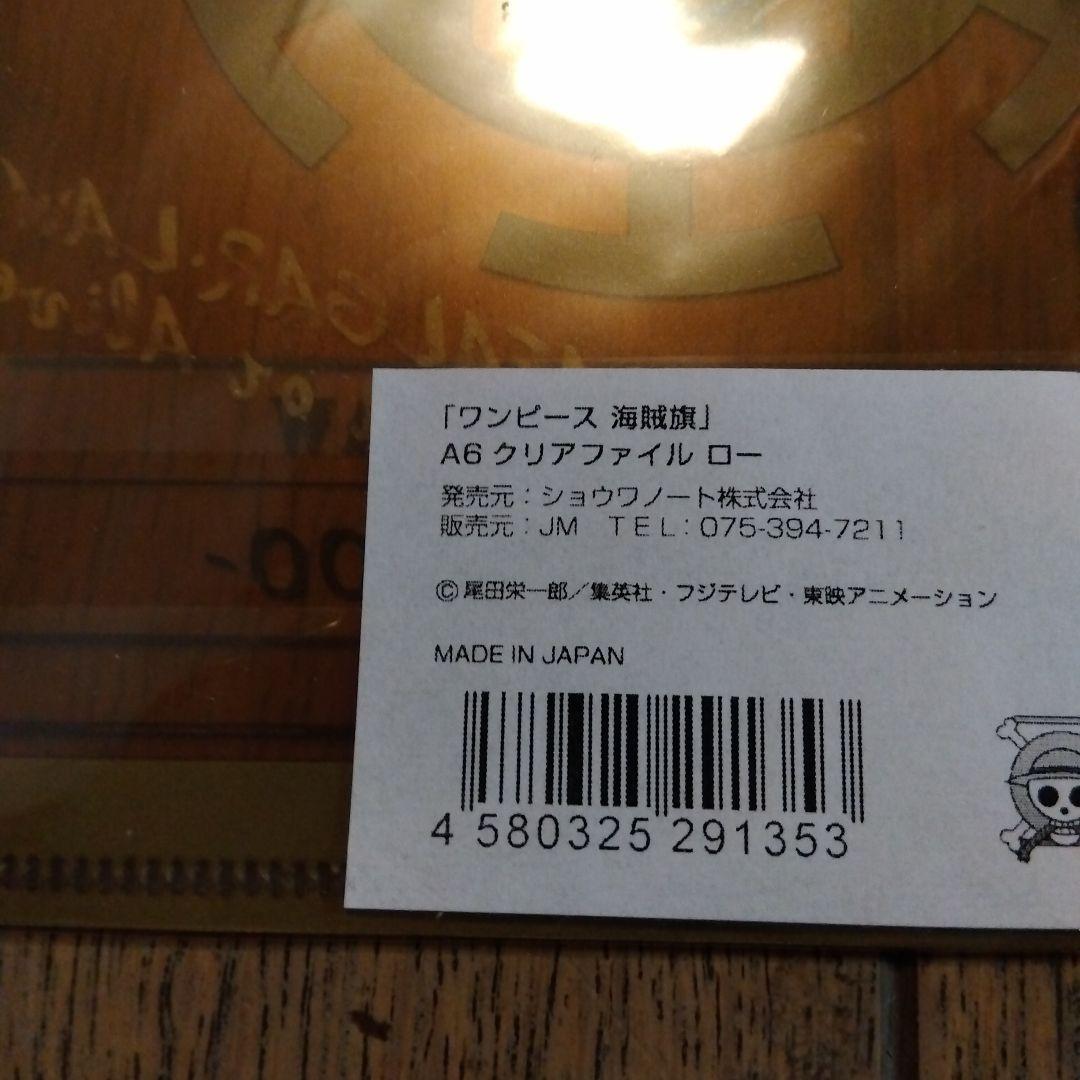 「ワンピース 海賊旗」
A6クリアファイル ロー
発売元：ショウワノート株式会社
販売元：JM TEL：075-394-7211
©尾田栄一郎／集英社・フジテレビ・東映アニメーション
MADE IN JAPAN
4 580325 291353